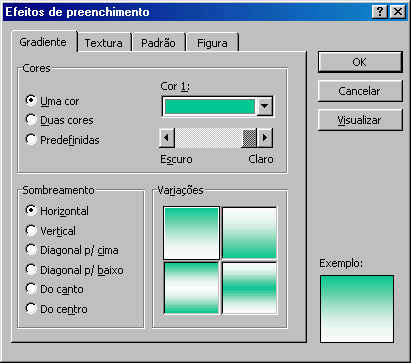 Efeitos de preenchimento
Gradiente Textura Padrão Figura
Cores
Uma cor
Duas cores
Predefinidas
Cor 1:
Escuro Claro
Sombreamento
Horizontal
Vertical
Diagonal p/ cima
Diagonal p/ baixo
Do canto
Do centro
Variações
OK
Cancelar
Visualizar
Exemplo: